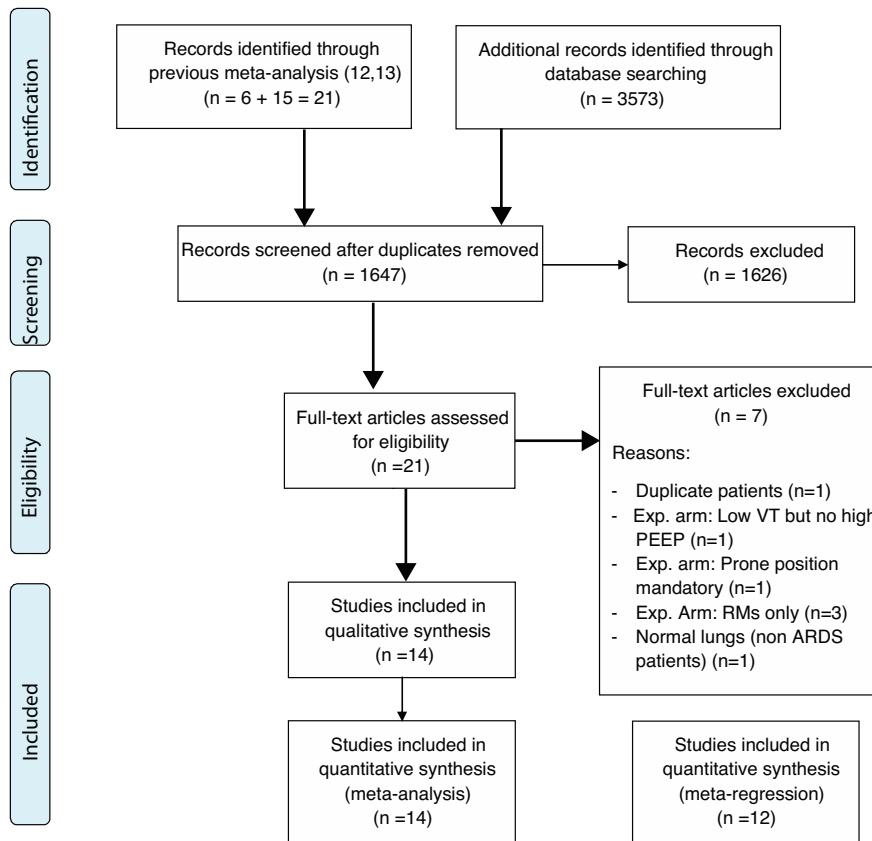 Identification
Records identified through
previous meta-analysis (12,13)
(n = 6 + 15 = 21)
Additional records identified through
database searching
(n = 3573)
Screening
Records screened after duplicates removed
(n = 1647)
Records excluded
(n = 1626)
Eligibility
Full-text articles assessed
for eligibility
(n =21)
Full-text articles excluded
(n = 7)
Reasons:
- Duplicate patients (n=1)
- Exp. arm: Low VT but no high
PEEP (n=1)
- Exp. arm: Prone position
mandatory (n=1)
- Exp. Arm: RMs only (n=3)
- Normal lungs (non ARDS
patients) (n=1)
Included
Studies included in
qualitative synthesis
(n =14)
Studies included in
quantitative synthesis
(meta-analysis)
(n =14)
Studies included in
quantitative synthesis
(meta-regression)
(n =12)